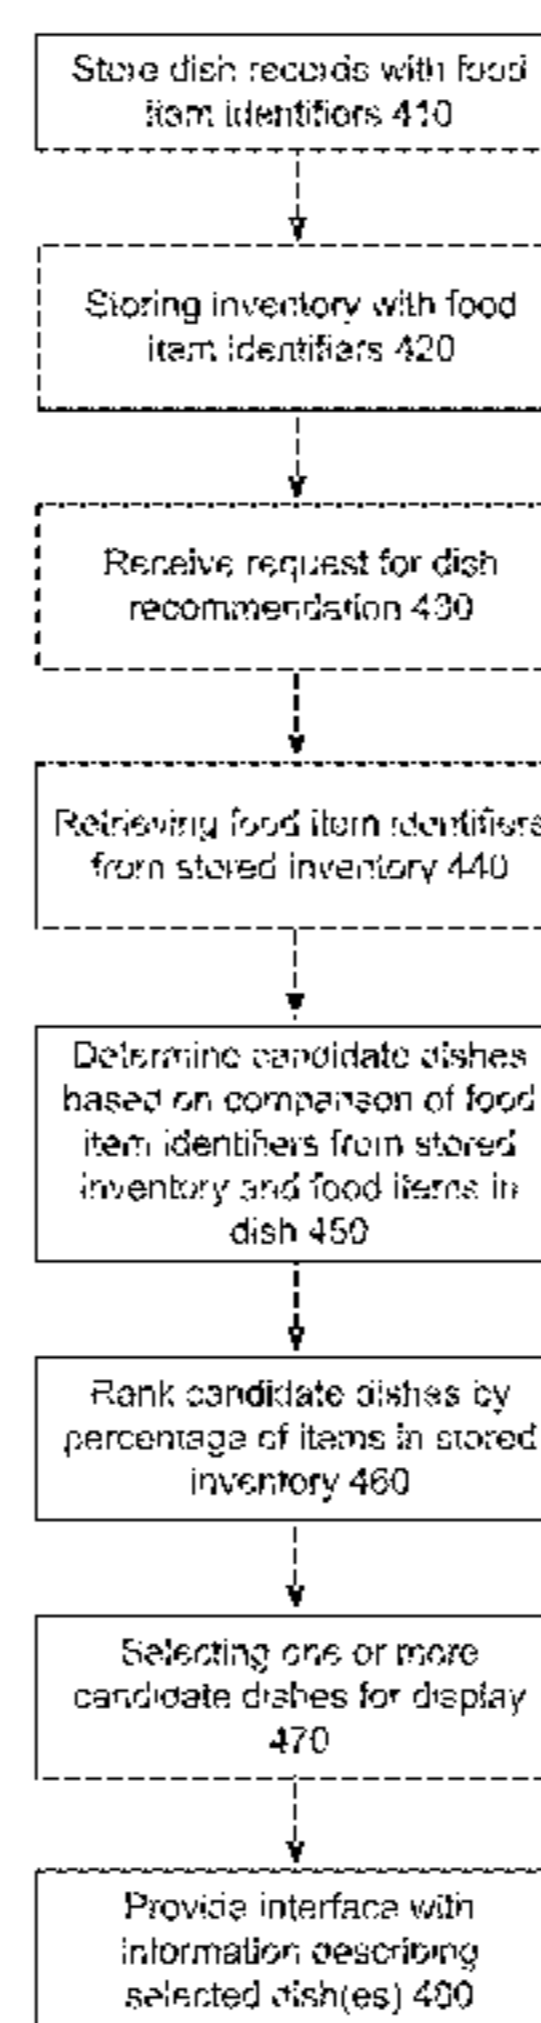 Store dish records with food
item identifiers 410
Storing inventory with food
item identifiers 420
Receive request for dish
recommendation 430
Retrieving food item identifiers
from stored inventory 440
Determine candidate dishes
based on comparison of food
item identifiers from stored
inventory and food items in
dish 450
Rank candidate dishes by
percentage of items in stored
inventory 460
Selecting one or more
candidate dishes for display
470
Provide interface with
information describing
selected dish(es) 480